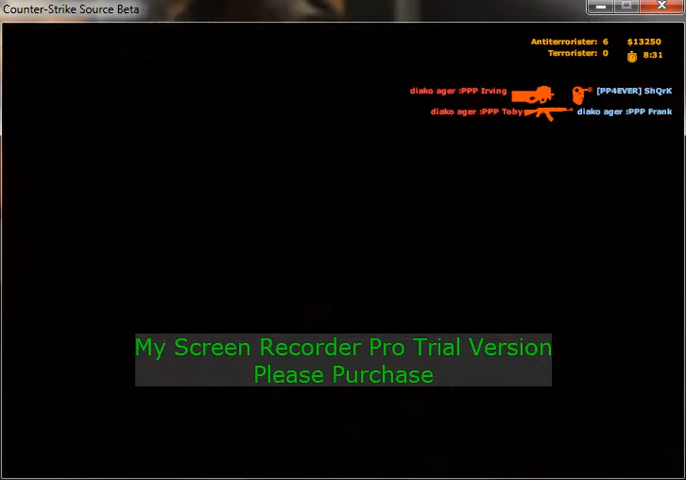 Counter-Strike Source Beta
Antiterrorister: 6 $13250
Terrorister: 0 8:31
diako ager :PPP Irving [PP4EVER] ShQrK
diako ager :PPP Toby diako ager :PPP Frank
My Screen Recorder Pro Trial Version
Please Purchase